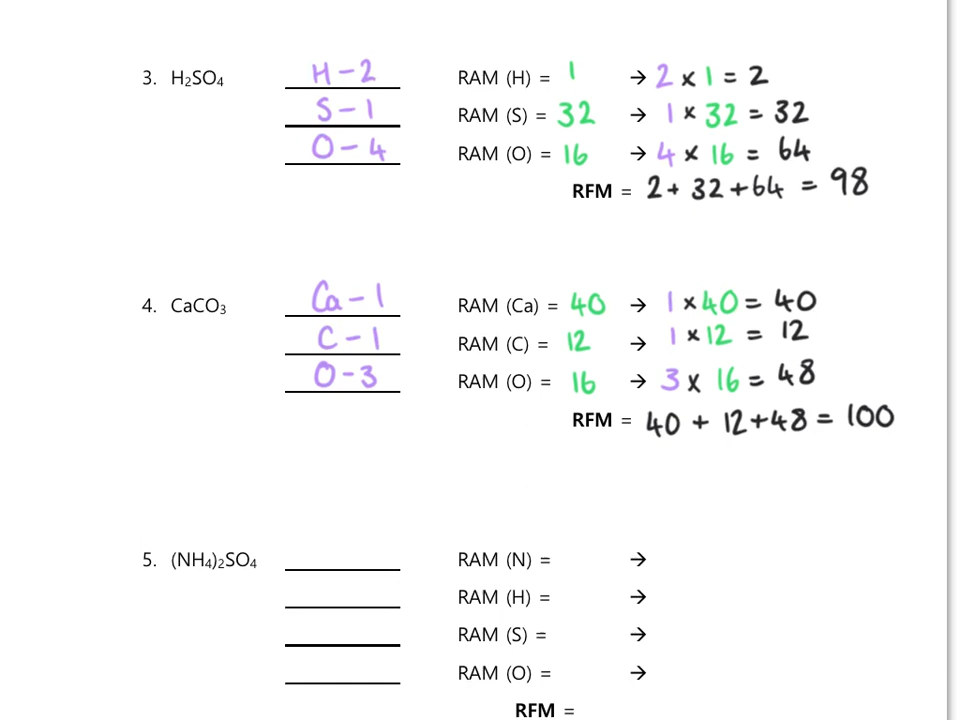 3. H₂SO₄ H – 2 RAM (H) = 1 → 2 × 1 = 2
S – 1 RAM (S) = 32 → 1 × 32 = 32
O – 4 RAM (O) = 16 → 4 × 16 = 64
RFM = 2 + 32 + 64 = 98
4. CaCO₃ Ca – 1 RAM (Ca) = 40 → 1 × 40 = 40
C – 1 RAM (C) = 12 → 1 × 12 = 12
O – 3 RAM (O) = 16 → 3 × 16 = 48
RFM = 40 + 12 + 48 = 100
5. (NH₄)₂SO₄ RAM (N) = →
RAM (H) = →
RAM (S) = →
RAM (O) = →
RFM =